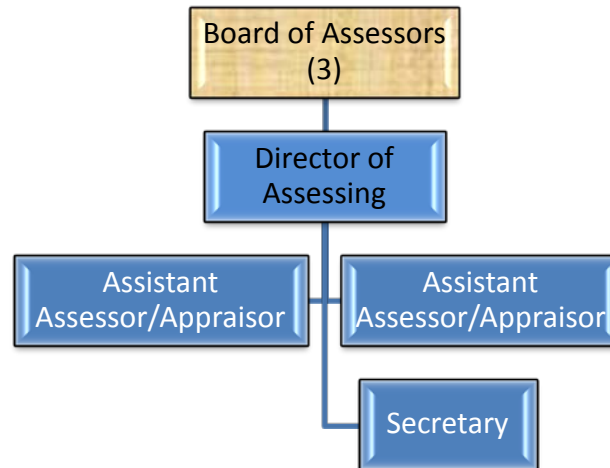 Board of Assessors
(3)
Director of
Assessing
Assistant
Assessor/Appraisor
Assistant
Assessor/Appraisor
Secretary